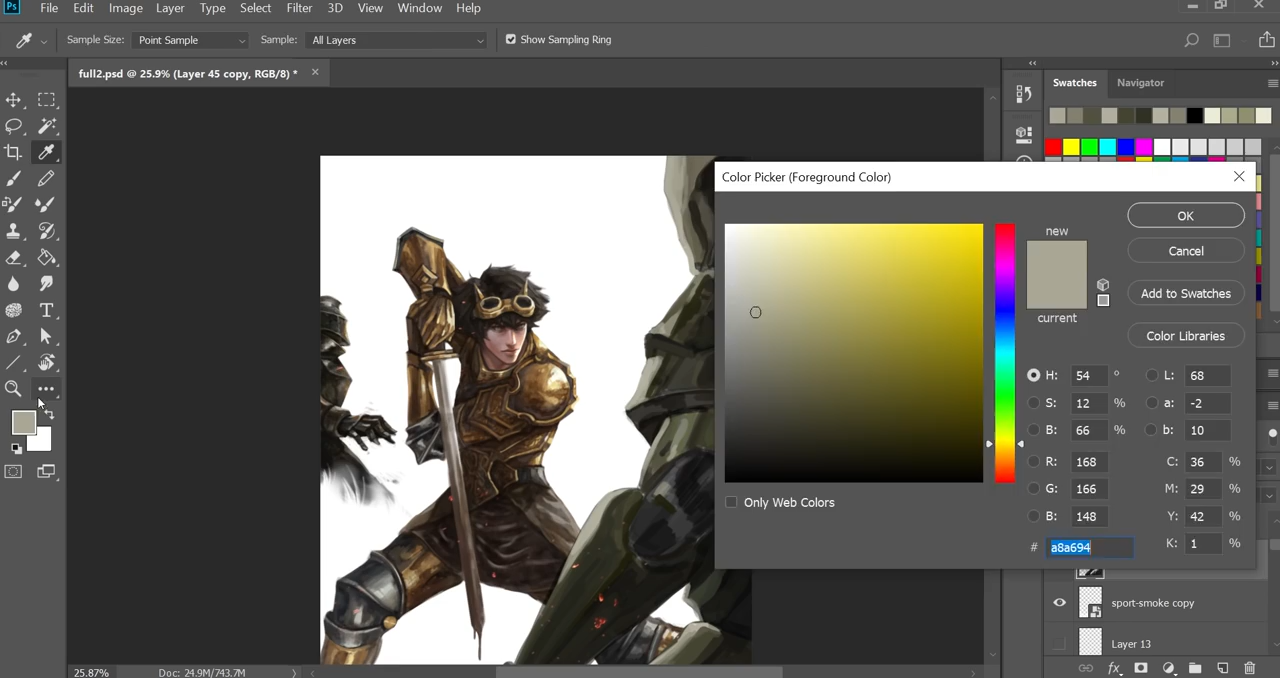 Ps File Edit Image Layer Type Select Filter 3D View Window Help
Sample Size: Point Sample Sample: All Layers Show Sampling Ring
full2.psd @ 25.9% (Layer 45 copy, RGB/8) *
Swatches Navigator
Color Picker (Foreground Color)
new
current
OK
Cancel
Add to Swatches
Color Libraries
H: 54 ° L: 68
S: 12 % a: -2
B: 66 % b: 10
R: 168 C: 36 %
G: 166 M: 29 %
B: 148 Y: 42 %
# a8a694 K: 1 %
Only Web Colors
T
sport-smoke copy
Layer 13
fx
25.87% Doc: 24.9M/743.7M